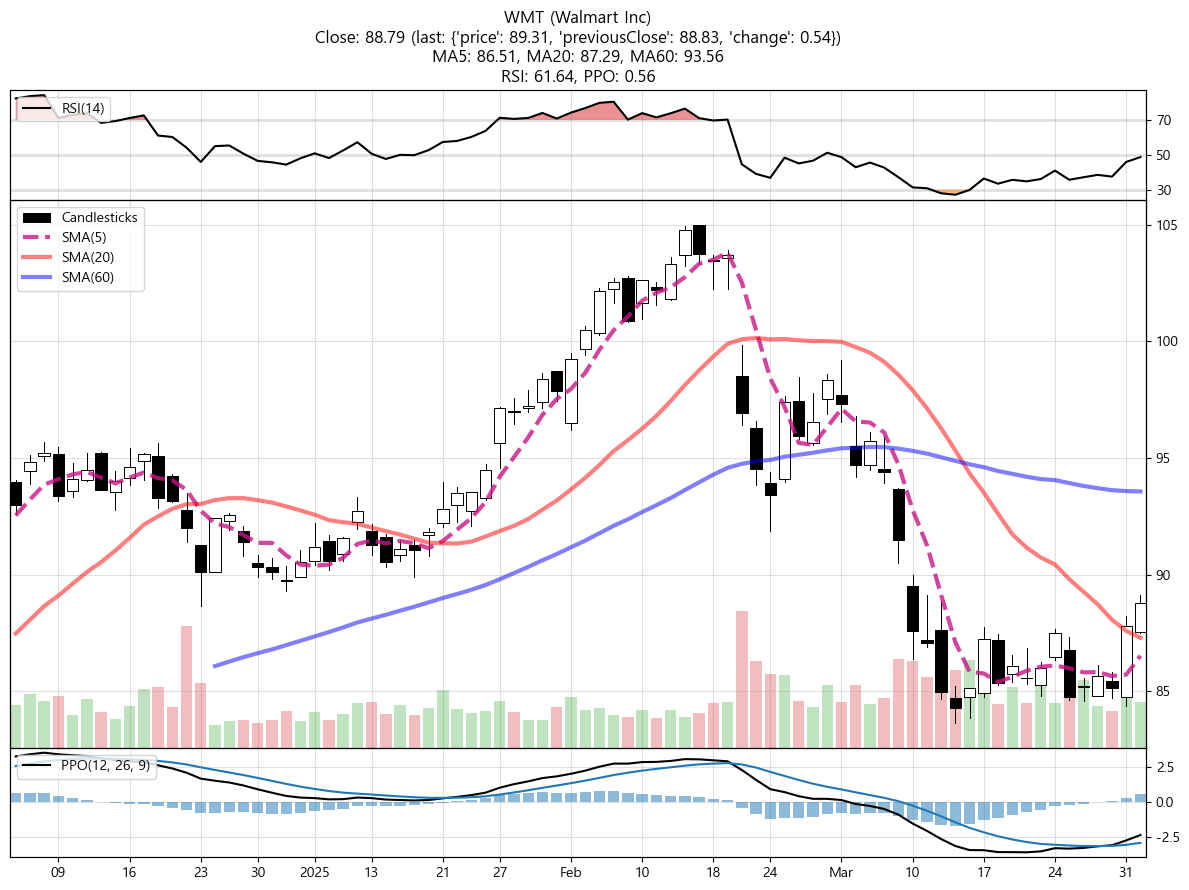 WMT (Walmart Inc)
Close: 88.79 (last: {'price': 89.31, 'previousClose': 88.83, 'change': 0.54})
MA5: 86.51, MA20: 87.29, MA60: 93.56
RSI: 61.64, PPO: 0.56
RSI(14)
70
50
30
Candlesticks
SMA(5)
SMA(20)
SMA(60)
105
100
95
90
85
PPO(12, 26, 9)
2.5
0.0
-2.5
09 16 23 30 2025 13 21 27 Feb 10 18 24 Mar 10 17 24 31